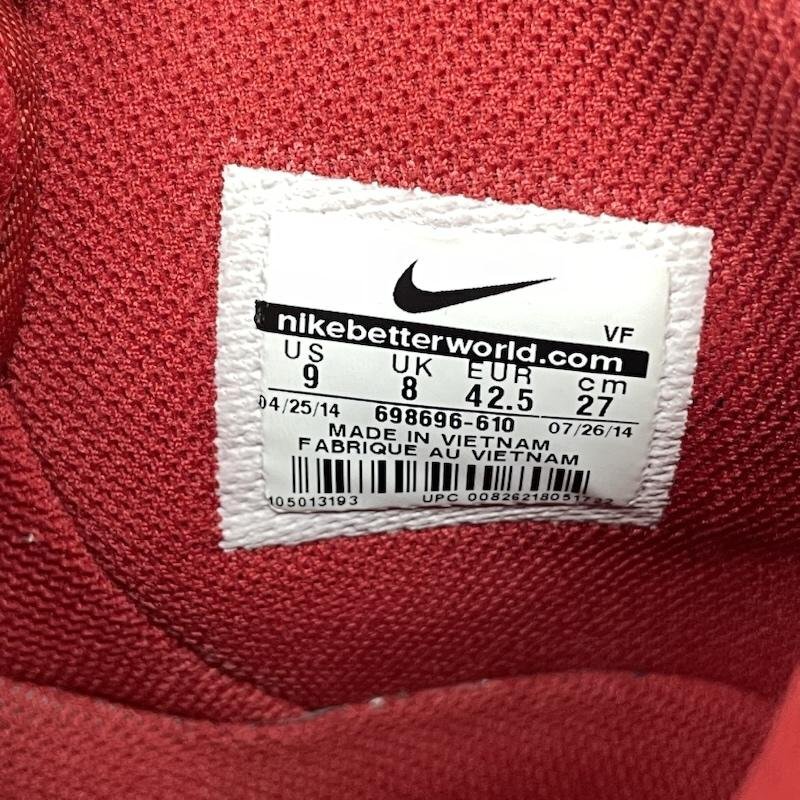 VF
nikebetterworld.com
US UK EUR cm
9 8 42.5 27
04/25/14 698696-610 07/26/14
MADE IN VIETNAM
FABRIQUE AU VIETNAM
105013193 UPC